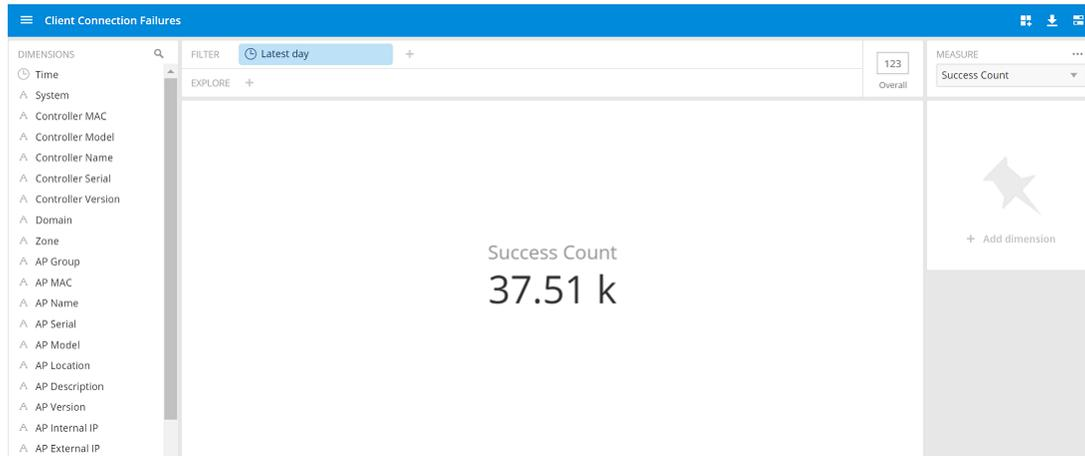 Client Connection Failures
DIMENSIONS
Time
System
Controller MAC
Controller Model
Controller Name
Controller Serial
Controller Version
Domain
Zone
AP Group
AP MAC
AP Name
AP Serial
AP Model
AP Location
AP Description
AP Version
AP Internal IP
AP External IP
FILTER
Latest day
+
EXPLORE
+
123
Overall
Success Count
37.51 k
MEASURE
...
Success Count
+ Add dimension